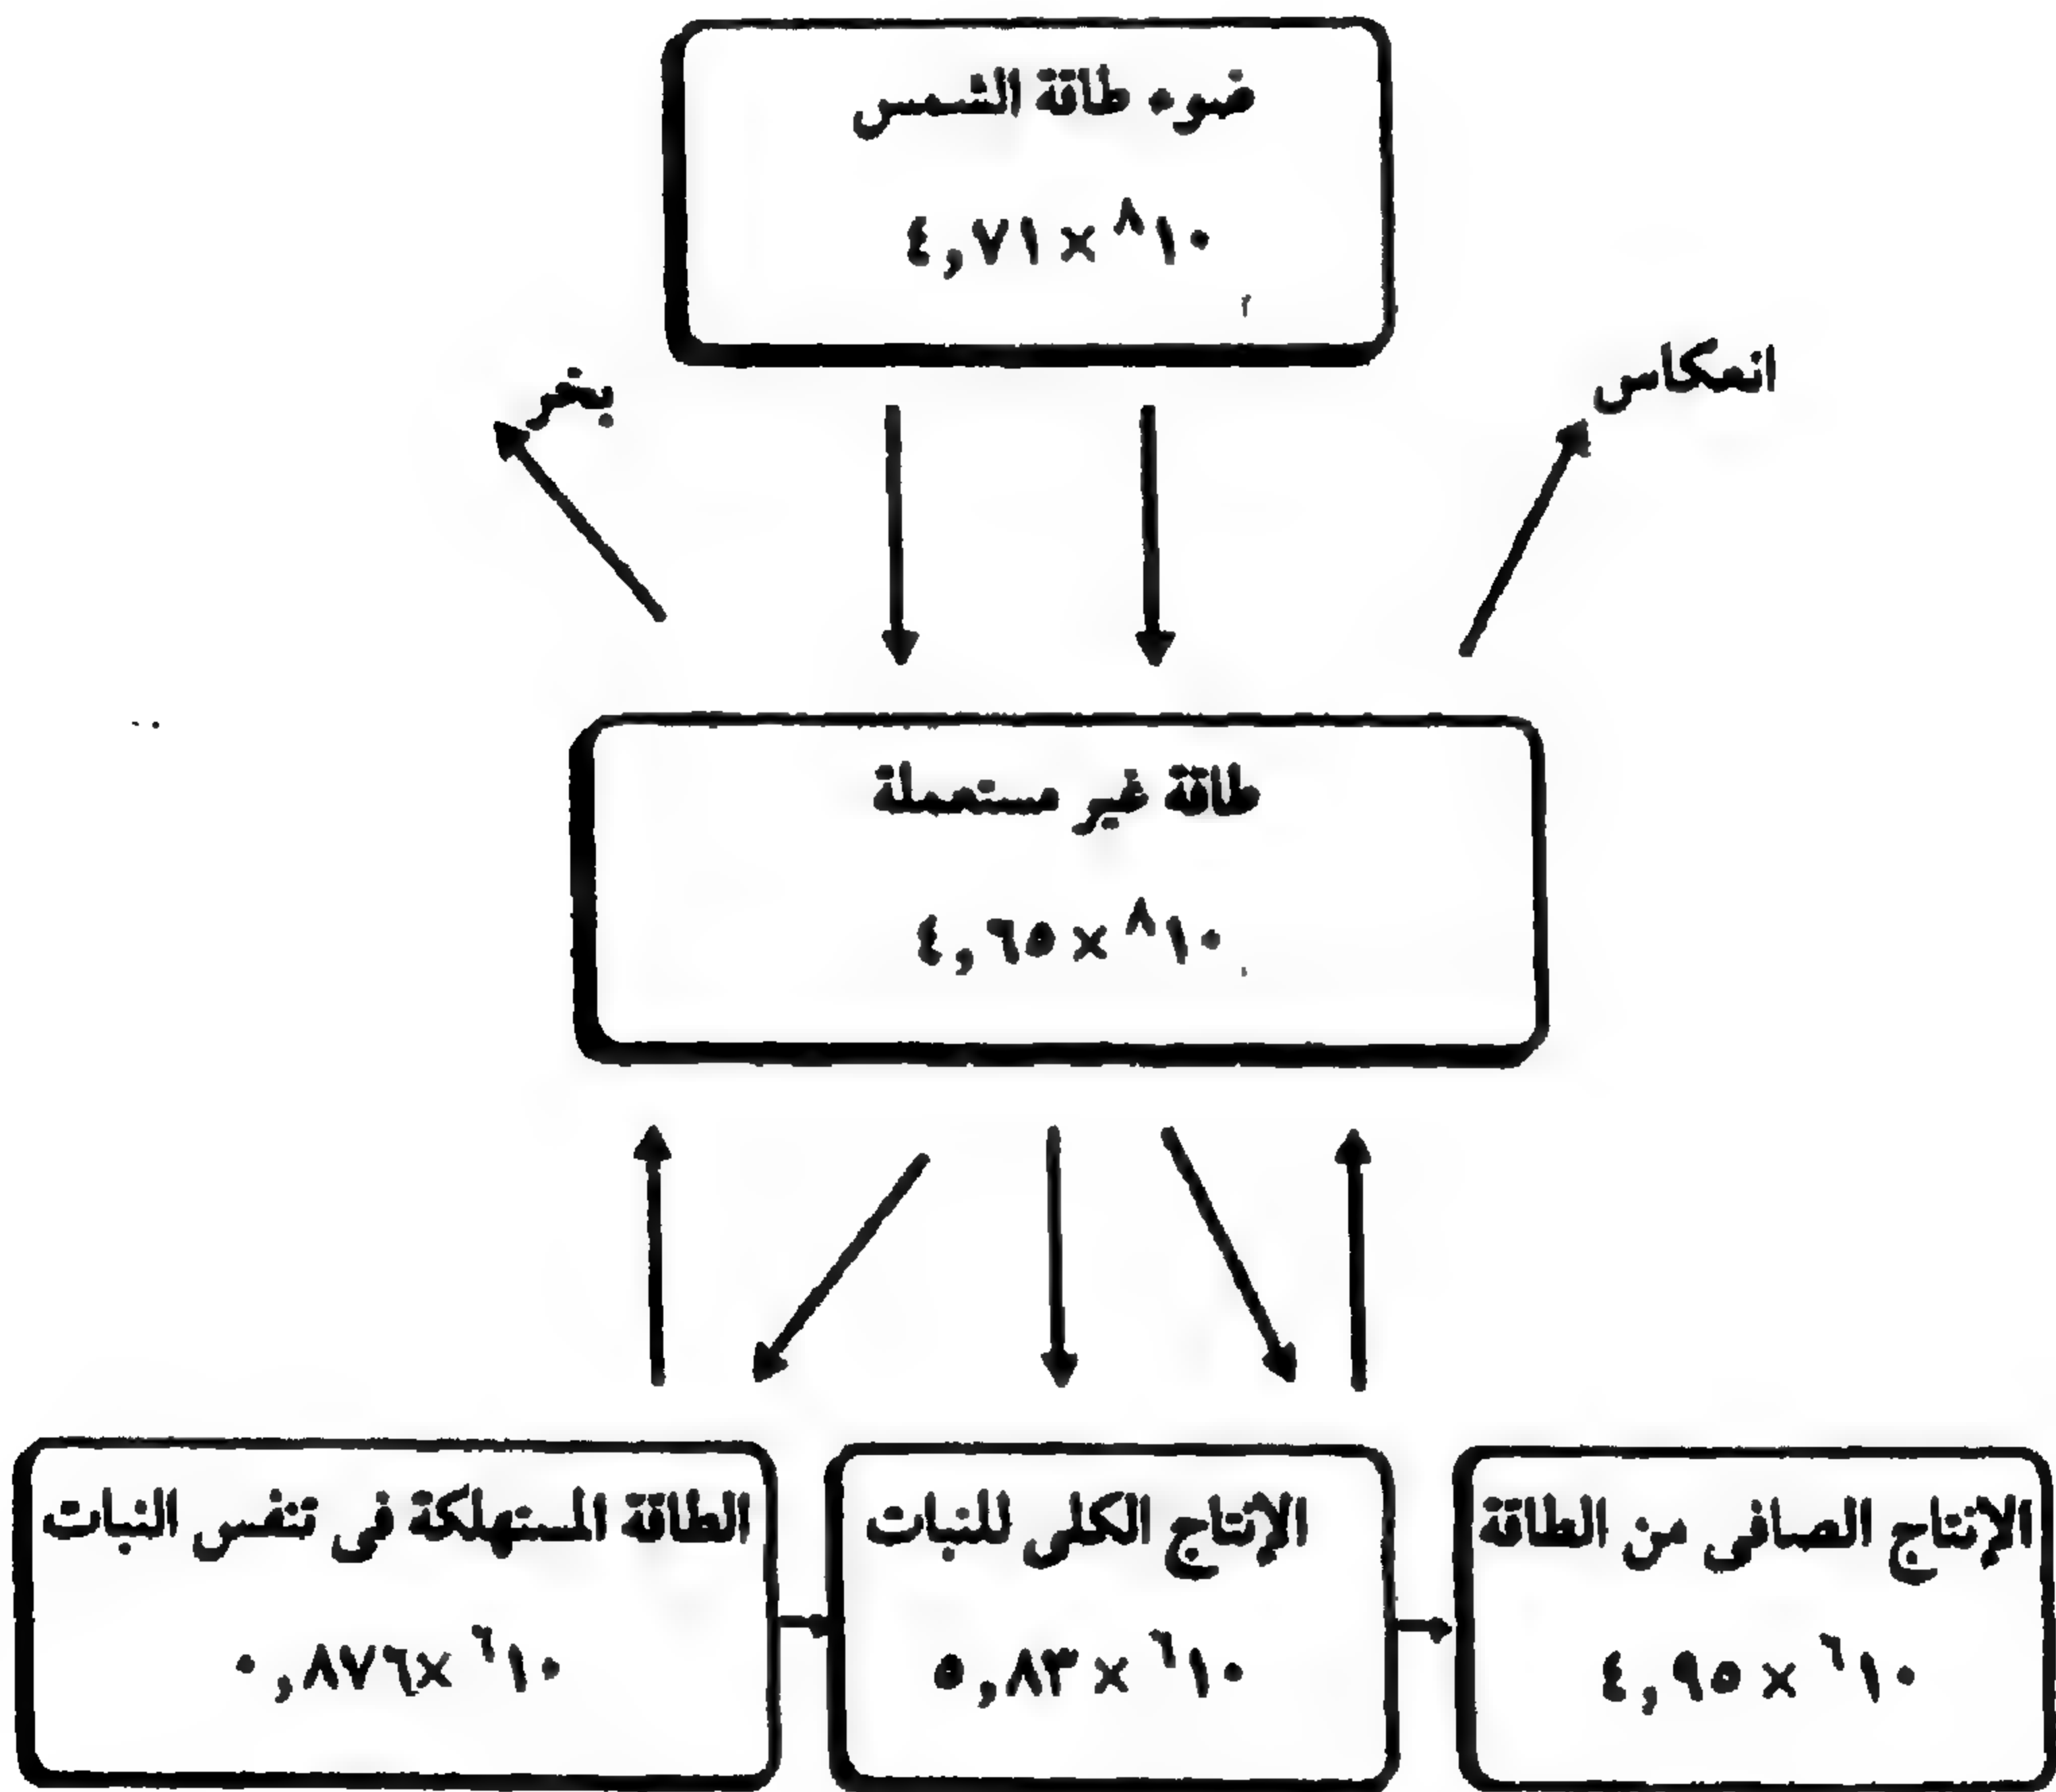 ضوء طاقة الشمس
٤,٧١ × ١٠^٨
بخر
انعكاس
طاقة غير مستعملة
٤,٦٥ × ١٠^٨
الإنتاج الصافى من الطاقة
٤,٩٥ × ١٠^٦
الإنتاج الكلى للنبات
٥,٨٣ × ١٠^٦
الطاقة المستهلكة فى تنفس النبات
٠,٨٧٦ × ١٠^٦